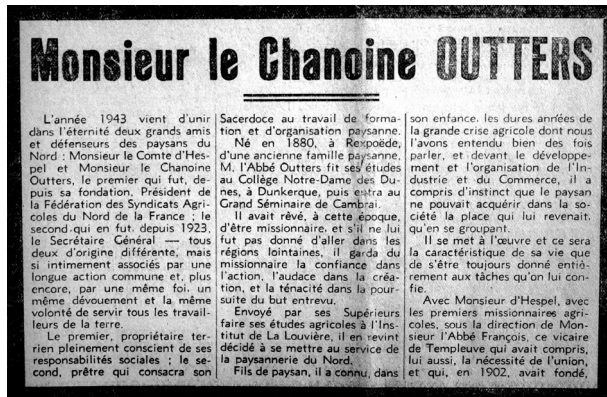 Monsieur le Chanoine OUTTERS
L'année 1943 vient d'unir
dans l'éternité deux grands amis
et défenseurs des paysans du
Nord : Monsieur le Comte d'Hes-
pel et Monsieur le Chanoine
Outters, le premier qui fut, de-
puis sa fondation, Président de
la Fédération des Syndicats Agri-
coles du Nord de la France ; le
second qui en fut, depuis 1923,
le Secrétaire Général — tous
deux d'origine différente, mais
si intimement associés par une
longue action commune et, plus
encore, par une même foi, un
même dévouement et la même
volonté de servir tous les travail-
leurs de la terre.
Le premier, propriétaire ter-
rien pleinement conscient de ses
responsabilités sociales ; le se-
cond, prêtre qui consacra son
Sacerdoce au travail de forma-
tion et d'organisation paysanne.
Né en 1880, à Rexpoëde,
d'une ancienne famille paysanne,
M. l'Abbé Outters fit ses études
au Collège Notre-Dame des Du-
nes, à Dunkerque, puis entra au
Grand Séminaire de Cambrai.
Il avait rêvé, à cette époque,
d'être missionnaire, et s'il ne lui
fut pas donné d'aller dans les
régions lointaines, il garda du
missionnaire la confiance dans
l'action, l'audace dans la créa-
tion, et la ténacité dans la pour-
suite du but entrevu.
Envoyé par ses Supérieurs
faire ses études agricoles à l'Ins-
titut de La Louvière, il en revint
décidé à se mettre au service de
la paysannerie du Nord.
Fils de paysan, il a connu, dans
son enfance, les dures années de
la grande crise agricole dont nous
l'avons entendu bien des fois
parler, et devant le développe-
ment et l'organisation de l'In-
dustrie et du Commerce, il a
compris d'instinct que le paysan
ne pouvait acquérir dans la so-
ciété la place qui lui revenait,
qu'en se groupant.
Il se met à l'œuvre et ce sera
la caractéristique de sa vie que
de s'être toujours donné entiè-
rement aux tâches qu'on lui con-
fie.
Avec Monsieur d'Hespel, avec
les premiers missionnaires agri-
coles, sous la direction de Mon-
sieur l'Abbé François, ce vicaire
de Templeuve qui avait compris,
lui aussi, la nécessité de l'union,
et qui, en 1902, avait fondé,